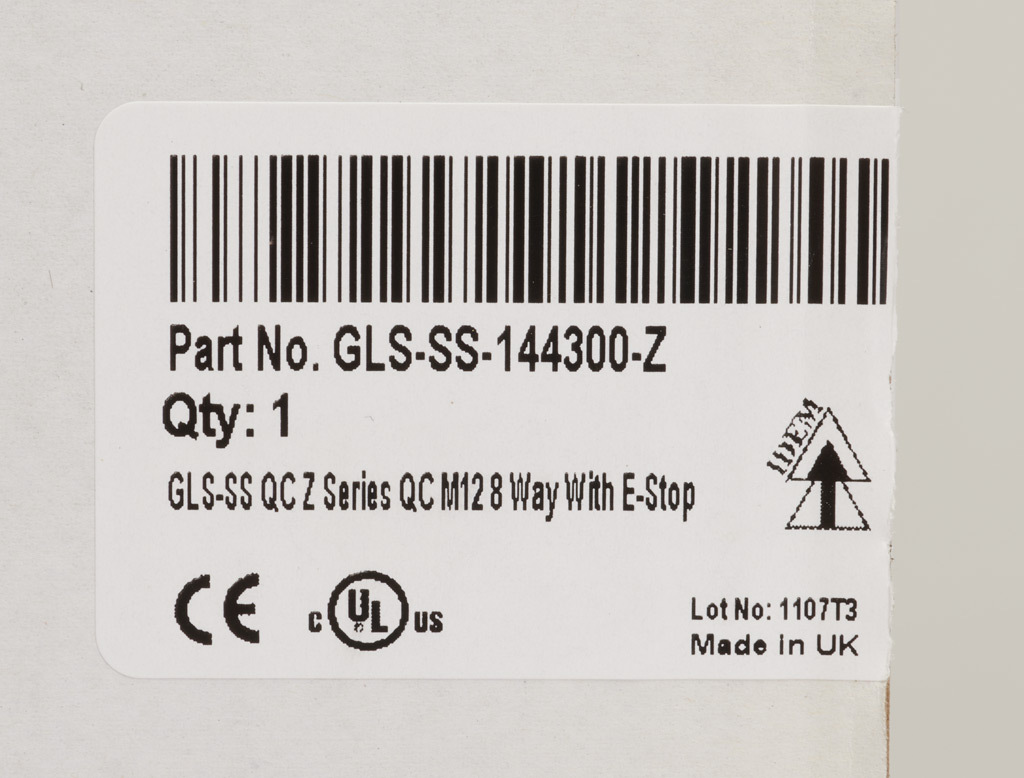 Part No. GLS-SS-144300-Z
Qty: 1
GLS-SS QC Z Series QC M12 8 Way With E-Stop
IDEM
CE
C UL US
Lot No: 1107T3
Made in UK